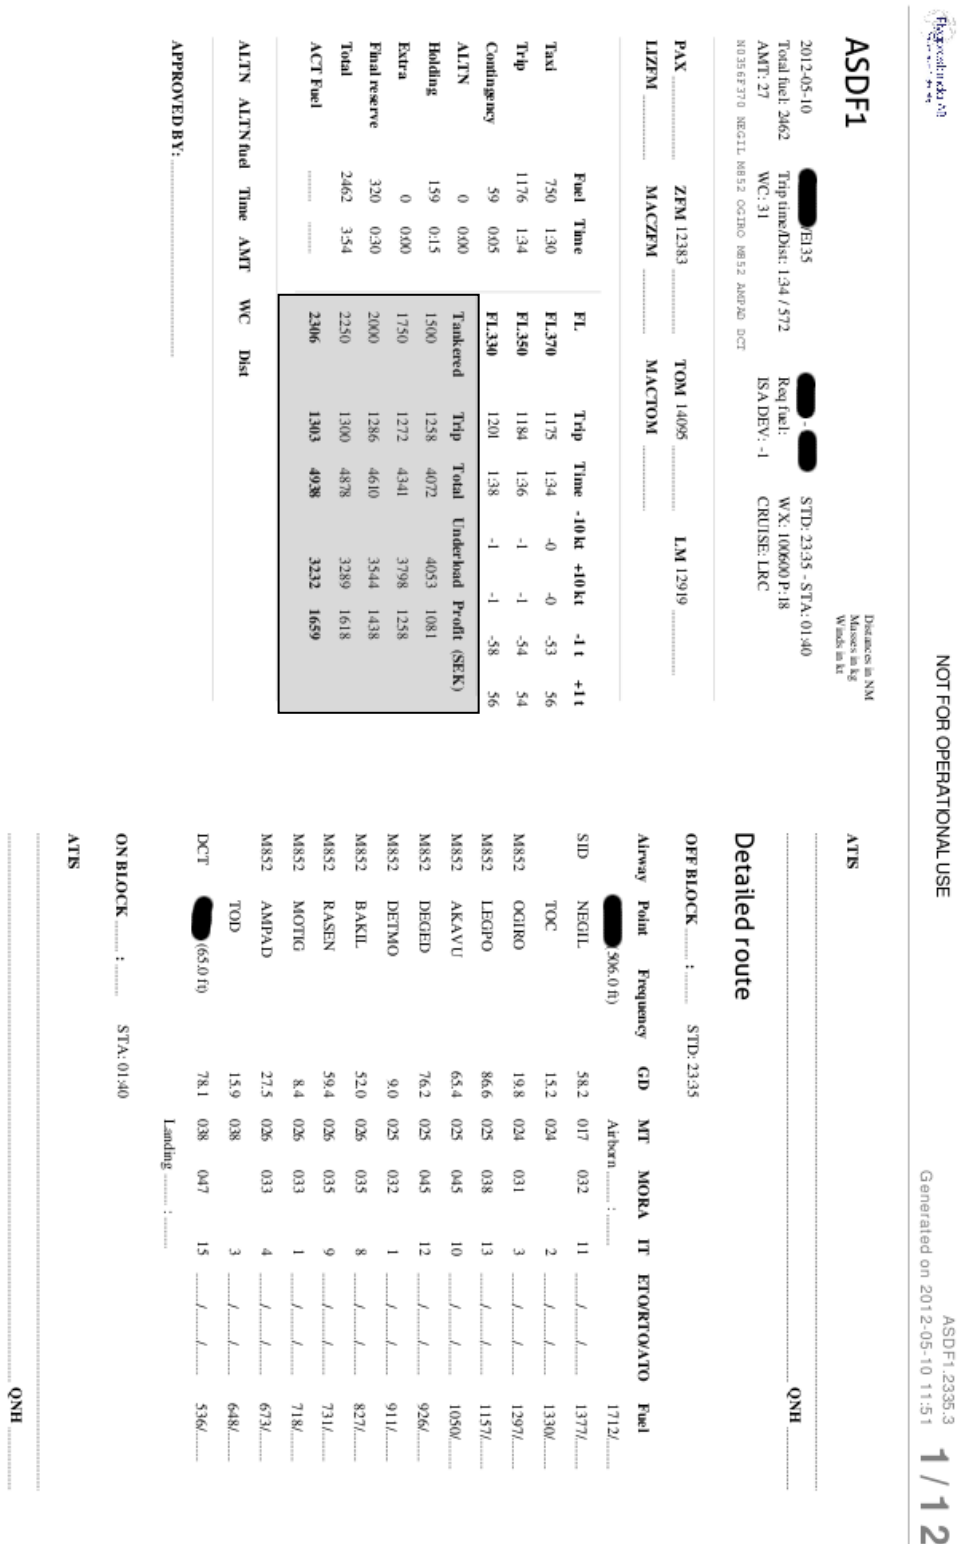 NOT FOR OPERATIONAL USE
ASDF1.2335.3
Generated on 2012-05-10 11:51
1 / 12
ASDF1
Distances in NM
Masses in kg
Winds in kt
2012-05-10 /E135 - STD: 23:35 - STA: 01:40
Total fuel: 2462 Trip time/Dist: 1:34 / 572 Req fuel: WX: 100600 P:18
AMT: 27 WC: 31 ISA DEV: -1 CRUISE: LRC
N0356F370 NEGIL M852 OGIRO M852 AMPAD DCT
PAX ZFM 12383 TOM 14095 LM 12919
LIZFM MACZFM MACTOM
Fuel Time
Taxi 750 1:30
Trip 1176 1:34
Contingency 59 0:05
ALTN 0 0:00
Holding 159 0:15
Extra 0 0:00
Final reserve 320 0:30
Total 2462 3:54
ACT Fuel
FL Trip Time -10 kt +10 kt -1 t +1 t
FL370 1175 1:34 -0 -0 -53 56
FL350 1184 1:36 -1 -1 -54 54
FL330 1201 1:38 -1 -1 -58 56
Tankered Trip Total Underload Profit (SEK)
1500 1258 4072 4053 1081
1750 1272 4341 3798 1258
2000 1286 4610 3544 1438
2250 1300 4878 3289 1618
2306 1303 4938 3232 1659
ALTN ALTN fuel Time AMT WC Dist
APPROVED BY:
ATIS
QNH
Detailed route
OFF BLOCK : STD: 23:35
Airway Point Frequency GD MT MORA IT ETO/RTO/ATO Fuel
(506.0 ft) Airborn : 1712/
SID NEGIL 58.2 017 032 11 / / 1377/
TOC 15.2 024 2 / / 1330/
M852 OGIRO 19.8 024 031 3 / / 1297/
M852 LEGPO 86.6 025 038 13 / / 1157/
M852 AKAVU 65.4 025 045 10 / / 1050/
M852 DEGED 76.2 025 045 12 / / 926/
M852 DETMO 9.0 025 032 1 / / 911/
M852 BAKIL 52.0 026 035 8 / / 827/
M852 RASEN 59.4 026 035 9 / / 731/
M852 MOTIG 8.4 026 033 1 / / 718/
M852 AMPAD 27.5 026 033 4 / / 673/
TOD 15.9 038 3 / / 648/
DCT (65.0 ft) 78.1 038 047 15 / / 536/
Landing :
ON BLOCK : STA: 01:40
ATIS
QNH